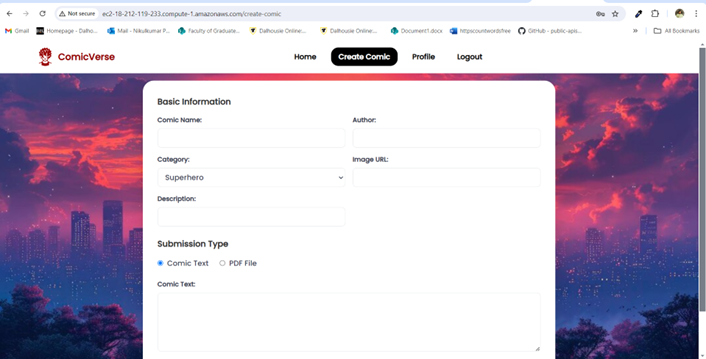 Not secure ec2-18-212-119-233.compute-1.amazonaws.com/create-comic
Gmail Homepage - Dalho... Mail - Nikulkumar P... Faculty of Graduate... Dalhousie Online:... Dalhousie Online:... Document1.docx httpscountwordsfree GitHub - public-apis... » All Bookmarks
ComicVerse Home Create Comic Profile Logout
Basic Information
Comic Name: Author:
Category: Image URL:
Superhero
Description:
Submission Type
Comic Text PDF File
Comic Text: